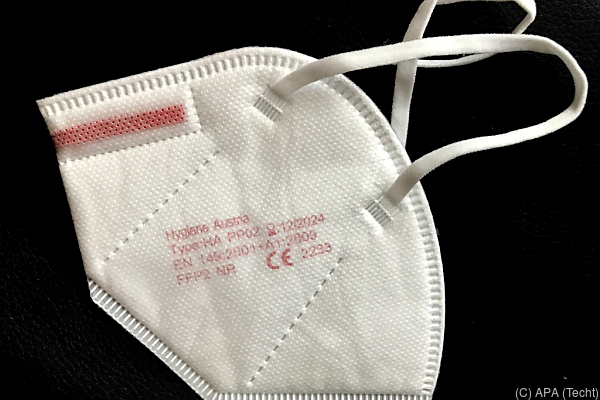 Hygiene Austria
Type:HA PP02 ⌛:12/2024
EN 149:2001+A1:2009
FFP2 NR CE 2233
(C) APA (Techt)